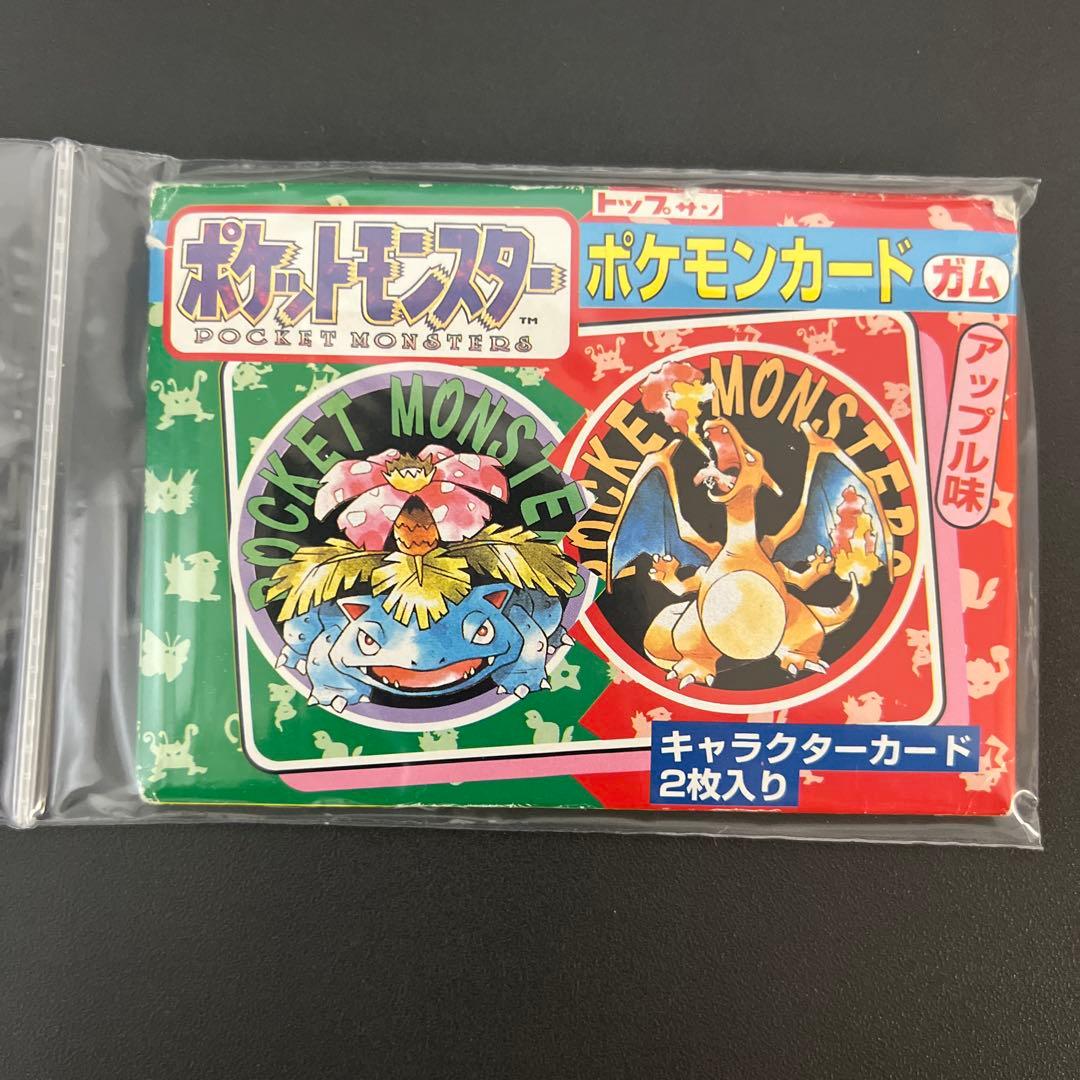 トップサン
ポケットモンスター
TM
POCKET MONSTERS
ポケモンカード
ガム
アップル味
POCKET MONSTERS
POCKET MONSTERS
キャラクターカード
2枚入り